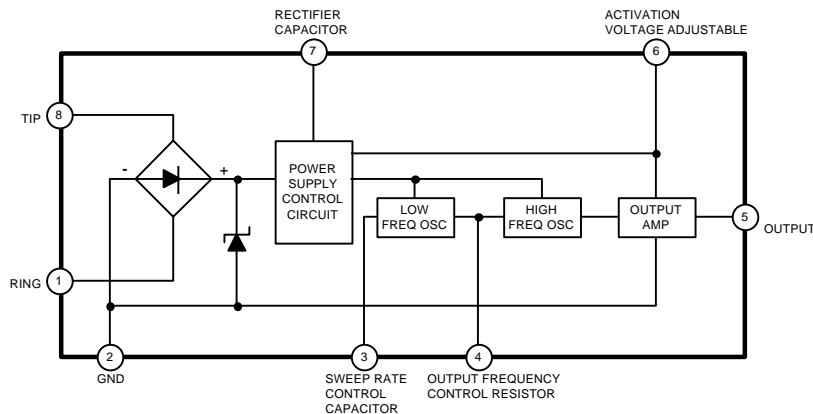 RECTIFIER
CAPACITOR
7
ACTIVATION
VOLTAGE ADJUSTABLE
6
TIP
8
-
+
POWER
SUPPLY
CONTROL
CIRCUIT
LOW
FREQ OSC
HIGH
FREQ OSC
OUTPUT
AMP
5
OUTPUT
RING
1
2
GND
3
SWEEP RATE
CONTROL
CAPACITOR
4
OUTPUT FREQUENCY
CONTROL RESISTOR